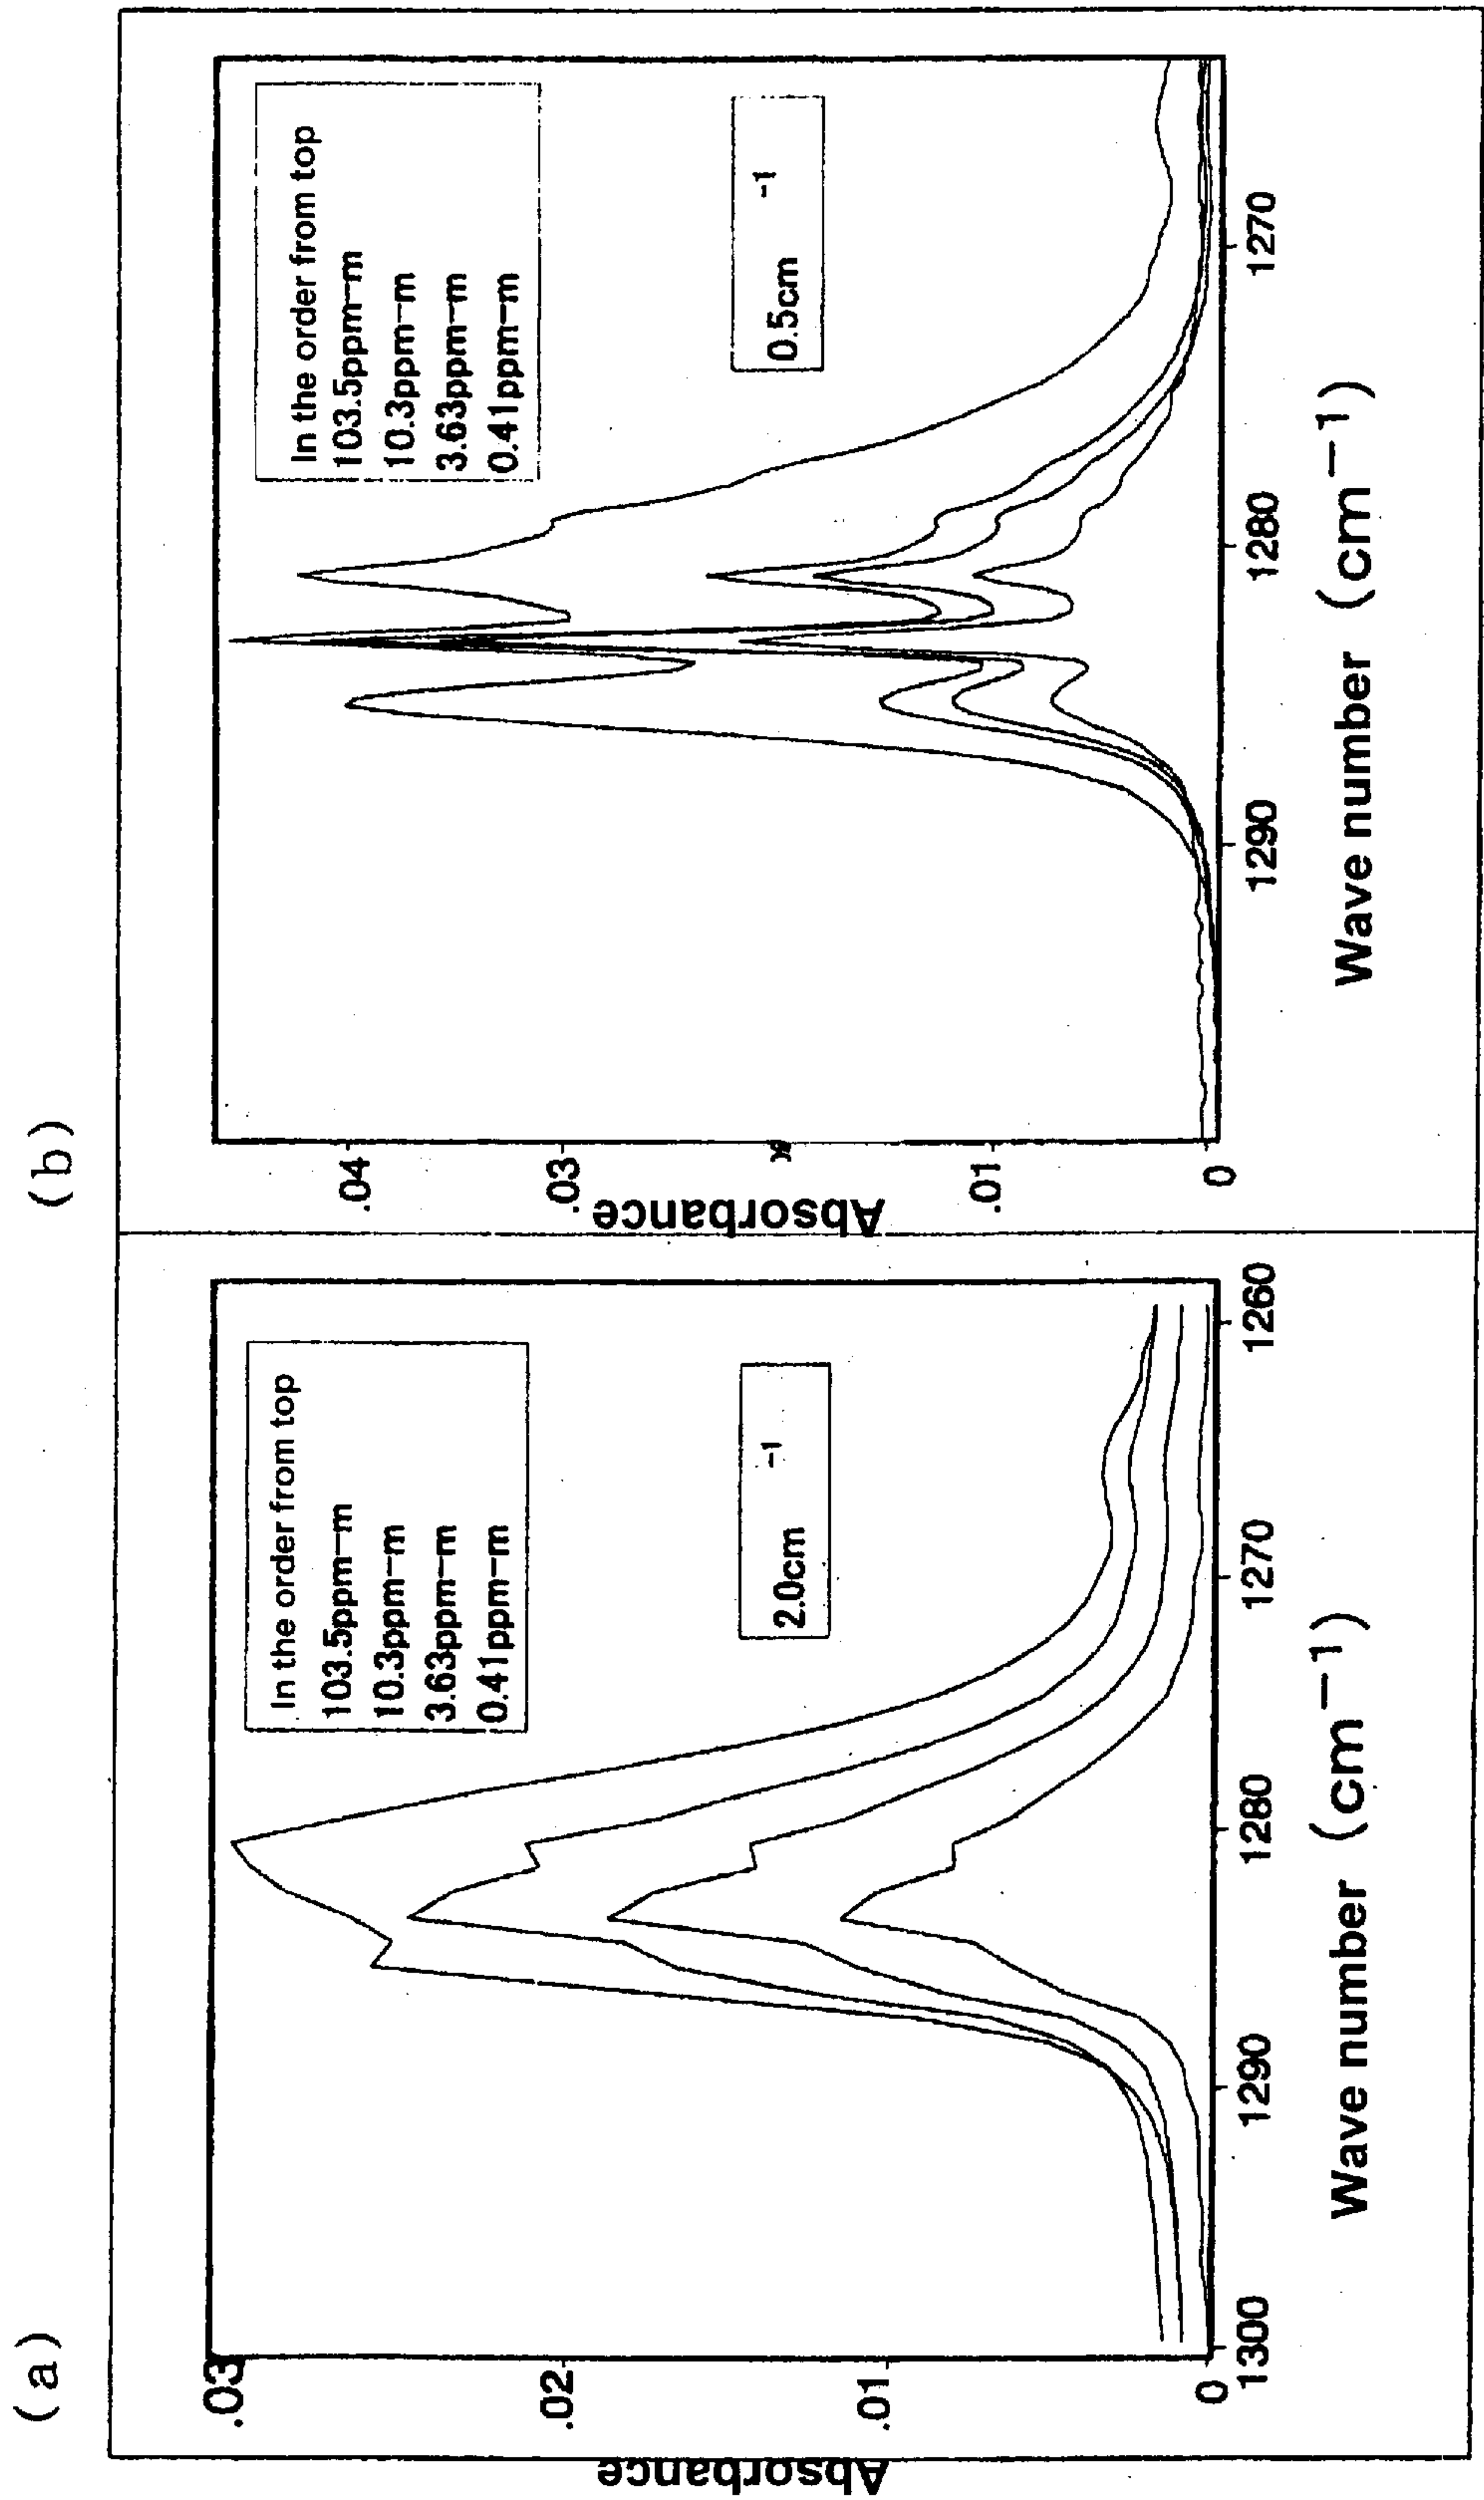 (a)
Absorbance
.03
.02
.01
0
In the order from top
103.5ppm-m
10.3ppm-m
3.63ppm-m
0.41ppm-m
2.0cm-1
1300 1290 1280 1270 1260
Wave number (cm-1)
(b)
Absorbance
.04
.03
.01
0
In the order from top
103.5ppm-m
10.3ppm-m
3.63ppm-m
0.41ppm-m
0.5cm-1
1290 1280 1270
Wave number (cm-1)